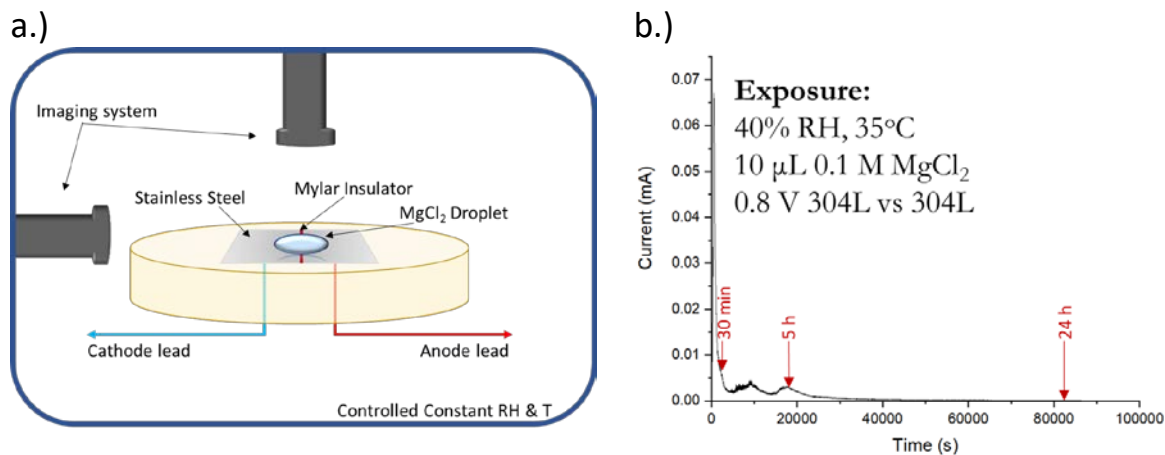 a.)
Imaging system
Stainless Steel
Mylar Insulator
MgCl₂ Droplet
Cathode lead
Anode lead
Controlled Constant RH & T
b.)
Current (mA)
0.07
0.06
0.05
0.04
0.03
0.02
0.01
0.00
Exposure:
40% RH, 35°C
10 µL 0.1 M MgCl₂
0.8 V 304L vs 304L
30 min
5 h
24 h
0
20000
40000
60000
80000
100000
Time (s)